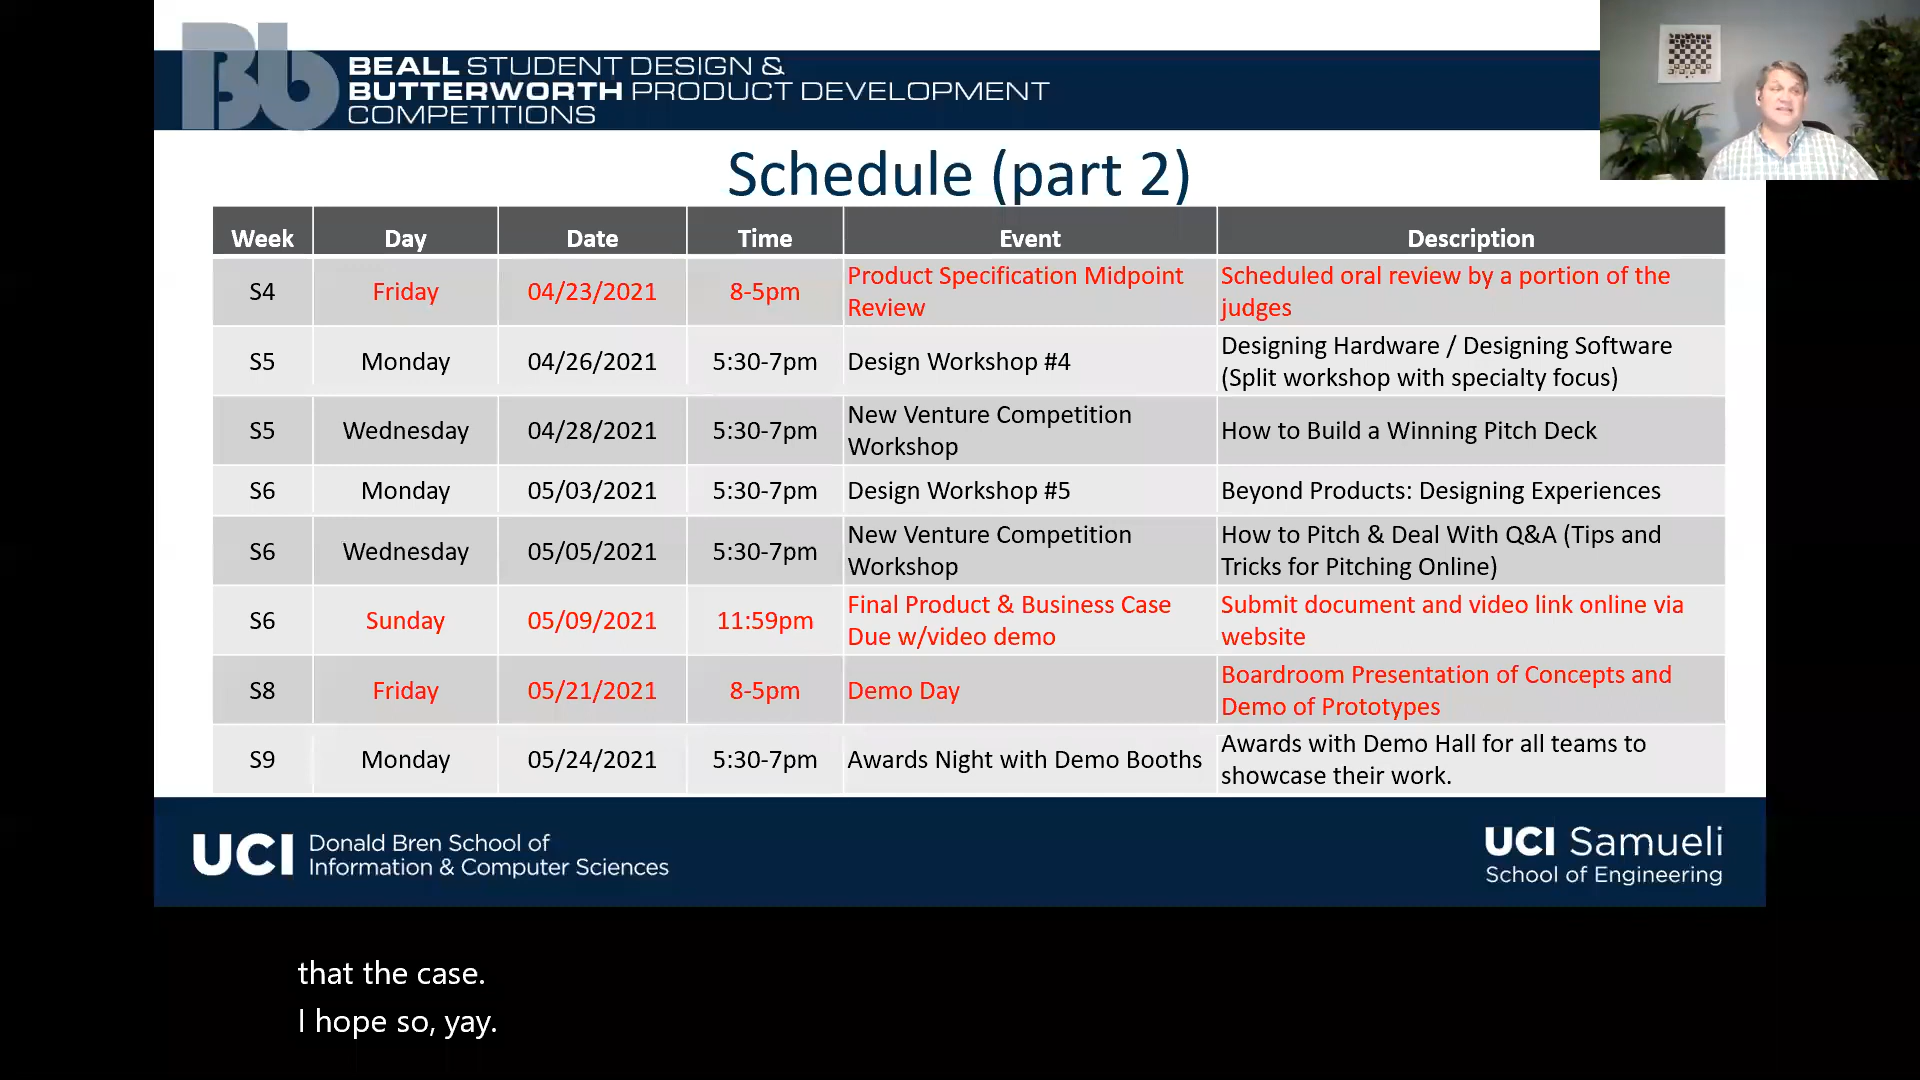 Bb
BEALL STUDENT DESIGN &
BUTTERWORTH PRODUCT DEVELOPMENT
COMPETITIONS
Schedule (part 2)
Week Day Date Time Event Description
S4 Friday 04/23/2021 8-5pm Product Specification Midpoint
Review Scheduled oral review by a portion of the
judges
S5 Monday 04/26/2021 5:30-7pm Design Workshop #4 Designing Hardware / Designing Software
(Split workshop with specialty focus)
S5 Wednesday 04/28/2021 5:30-7pm New Venture Competition
Workshop How to Build a Winning Pitch Deck
S6 Monday 05/03/2021 5:30-7pm Design Workshop #5 Beyond Products: Designing Experiences
S6 Wednesday 05/05/2021 5:30-7pm New Venture Competition
Workshop How to Pitch & Deal With Q&A (Tips and
Tricks for Pitching Online)
S6 Sunday 05/09/2021 11:59pm Final Product & Business Case
Due w/video demo Submit document and video link online via
website
S8 Friday 05/21/2021 8-5pm Demo Day Boardroom Presentation of Concepts and
Demo of Prototypes
S9 Monday 05/24/2021 5:30-7pm Awards Night with Demo Booths Awards with Demo Hall for all teams to
showcase their work.
UCI Donald Bren School of
Information & Computer Sciences
UCI Samueli
School of Engineering
that the case.
I hope so, yay.